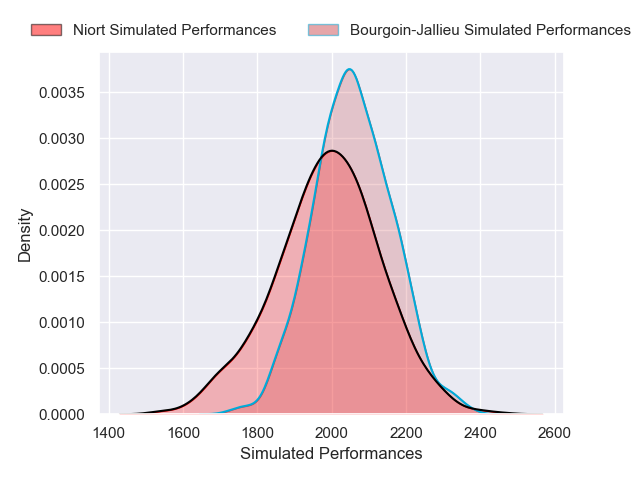 Niort Simulated Performances
Bourgoin-Jallieu Simulated Performances
0.0035
0.0030
0.0025
0.0020
0.0015
0.0010
0.0005
0.0000
Density
1400 1600 1800 2000 2200 2400 2600
Simulated Performances